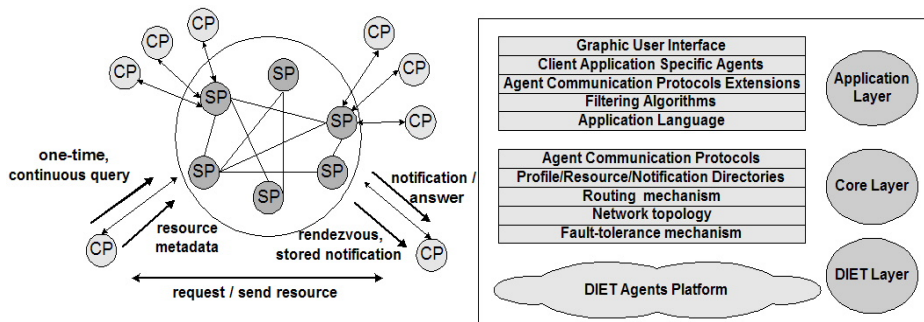 CP
CP
CP
CP
CP
CP
SP
SP
SP
SP
SP
SP
one-time,
continuous query
CP
resource
metadata
rendezvous,
stored notification
notification /
answer
CP
request / send resource
Graphic User Interface
Client Application Specific Agents
Agent Communication Protocols Extensions
Filtering Algorithms
Application Language
Application
Layer
Agent Communication Protocols
Profile/Resource/Notification Directories
Routing mechanism
Network topology
Fault-tolerance mechanism
Core Layer
DIET Agents Platform
DIET Layer